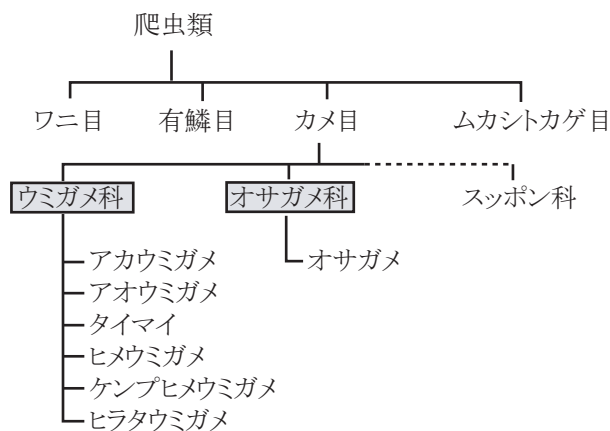 爬虫類
ワニ目 有鱗目 カメ目 ムカシトカゲ目
ウミガメ科 オサガメ科 スッポン科
アカウミガメ オサガメ
アオウミガメ
タイマイ
ヒメウミガメ
ケンプヒメウミガメ
ヒラタウミガメ